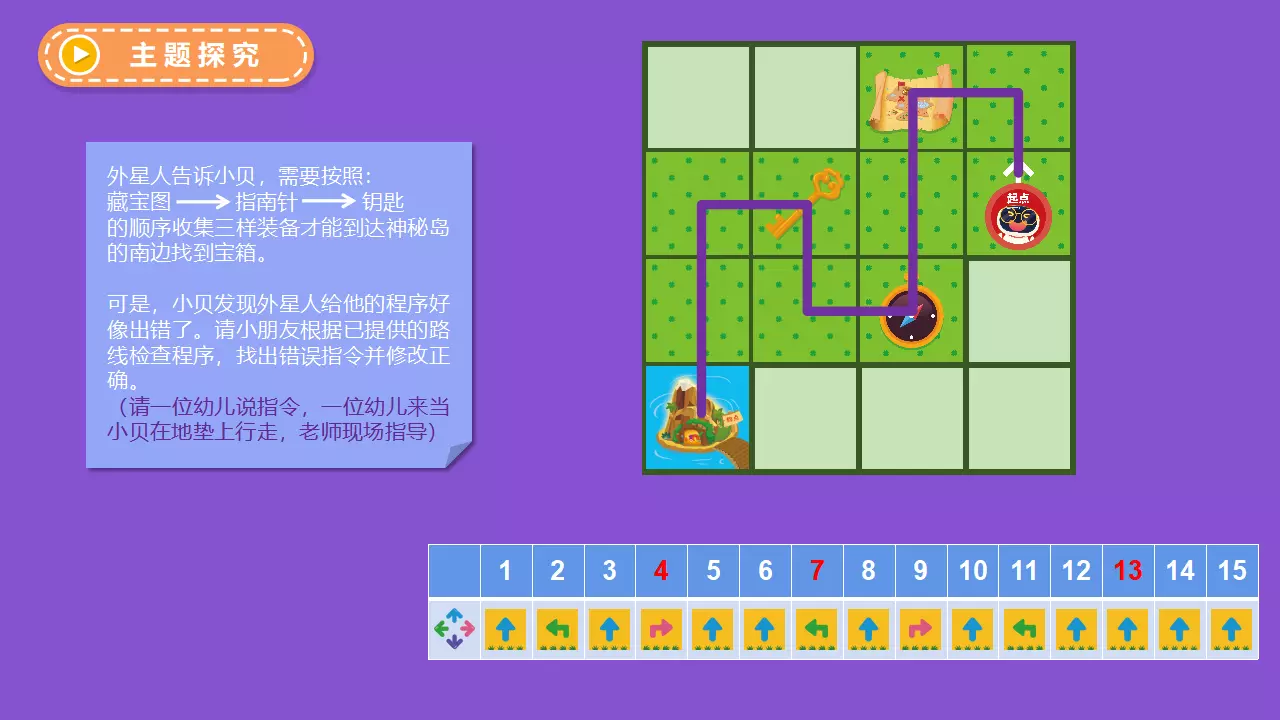 主题探究
外星人告诉小贝，需要按照：
藏宝图 指南针 钥匙
的顺序收集三样装备才能到达神秘岛
的南边找到宝箱。
可是，小贝发现外星人给他的程序好
像出错了。请小朋友根据已提供的路
线检查程序，找出错误指令并修改正
确。
（请一位幼儿说指令，一位幼儿来当
小贝在地垫上行走，老师现场指导）
起点
1 2 3 4 5 6 7 8 9 10 11 12 13 14 15